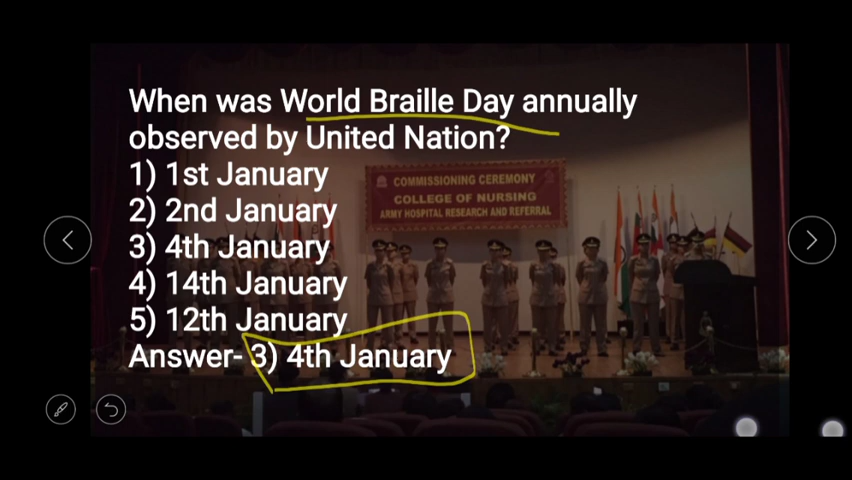 When was World Braille Day annually
observed by United Nation?
1) 1st January
2) 2nd January
3) 4th January
4) 14th January
5) 12th January
Answer- 3) 4th January
COMMISSIONING CEREMONY
COLLEGE OF NURSING
ARMY HOSPITAL RESEARCH AND REFERRAL